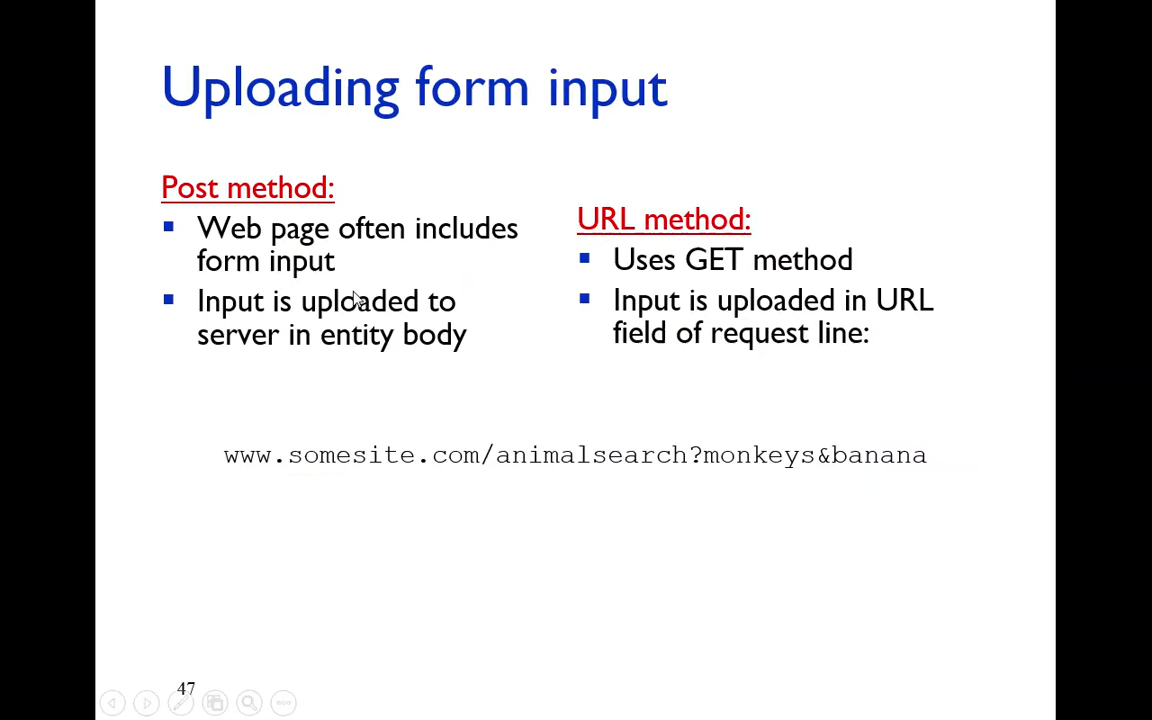 Uploading form input
Post method:
Web page often includes
form input
Input is uploaded to
server in entity body
URL method:
Uses GET method
Input is uploaded in URL
field of request line:
www.somesite.com/animalsearch?monkeys&banana
47